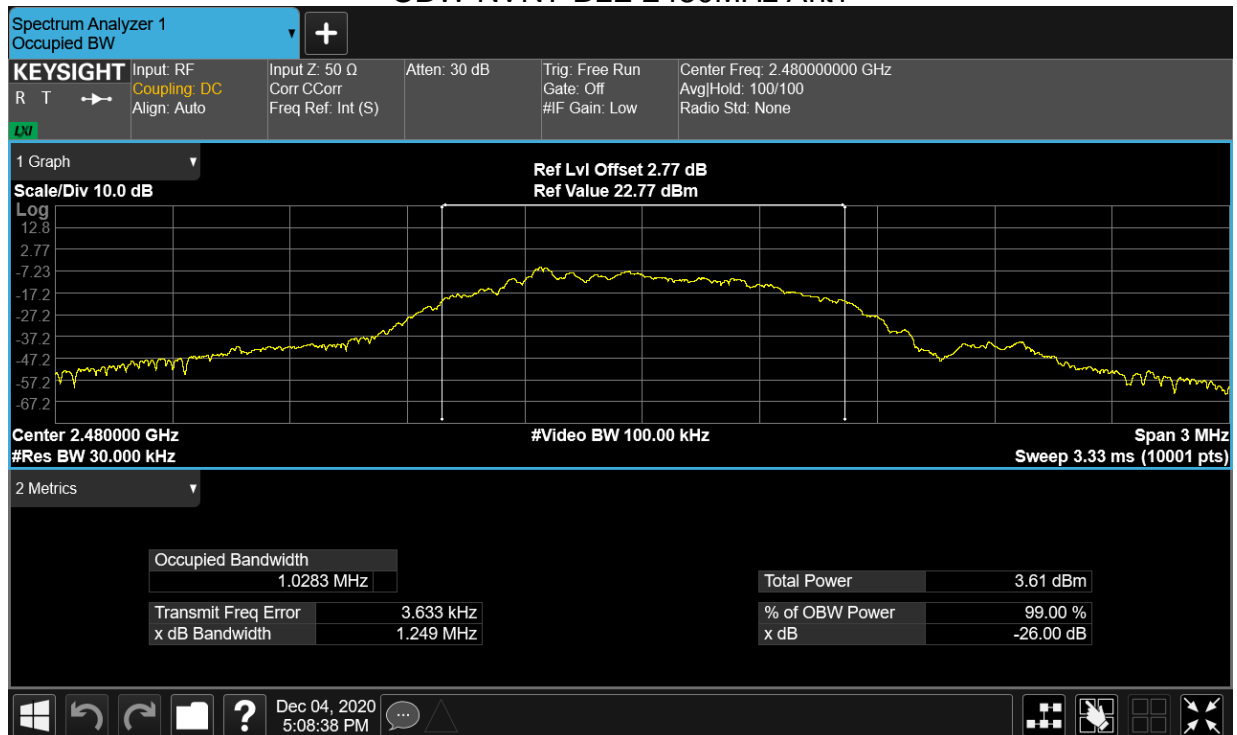 Spectrum Analyzer 1
Occupied BW
KEYSIGHT
R T
LXI
Input: RF
Coupling: DC
Align: Auto
Input Z: 50 Ω
Corr CCorr
Freq Ref: Int (S)
Atten: 30 dB
Trig: Free Run
Gate: Off
#IF Gain: Low
Center Freq: 2.480000000 GHz
Avg|Hold: 100/100
Radio Std: None
1 Graph
Scale/Div 10.0 dB
Ref Lvl Offset 2.77 dB
Ref Value 22.77 dBm
Log
12.8
2.77
-7.23
-17.2
-27.2
-37.2
-47.2
-57.2
-67.2
Center 2.480000 GHz
#Res BW 30.000 kHz
#Video BW 100.00 kHz
Span 3 MHz
Sweep 3.33 ms (10001 pts)
2 Metrics
Occupied Bandwidth
1.0283 MHz
Transmit Freq Error 3.633 kHz
x dB Bandwidth 1.249 MHz
Total Power 3.61 dBm
% of OBW Power 99.00 %
x dB -26.00 dB
?
Dec 04, 2020
5:08:38 PM